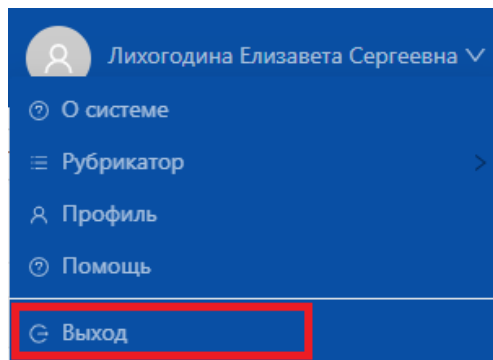 Лихогодина Елизавета Сергеевна
О системе
Рубрикатор
Профиль
Помощь
Выход